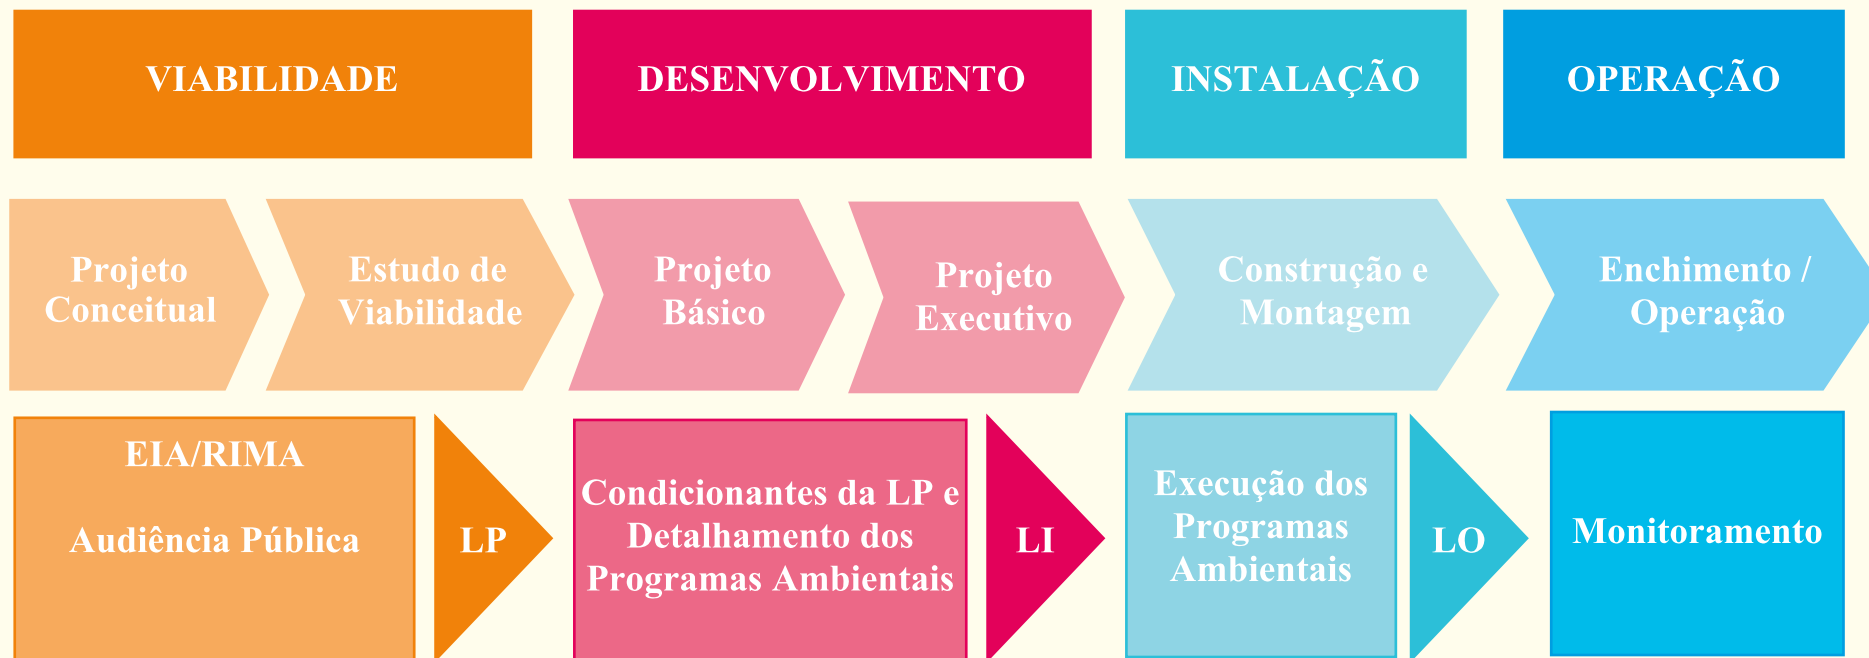 VIABILIDADE
DESENVOLVIMENTO
INSTALAÇÃO
OPERAÇÃO
Projeto
Conceitual
Estudo de
Viabilidade
Projeto
Básico
Projeto
Executivo
Construção e
Montagem
Enchimento /
Operação
EIA/RIMA
Audiência Pública
LP
Condicionantes da LP e
Detalhamento dos
Programas Ambientais
LI
Execução dos
Programas
Ambientais
LO
Monitoramento